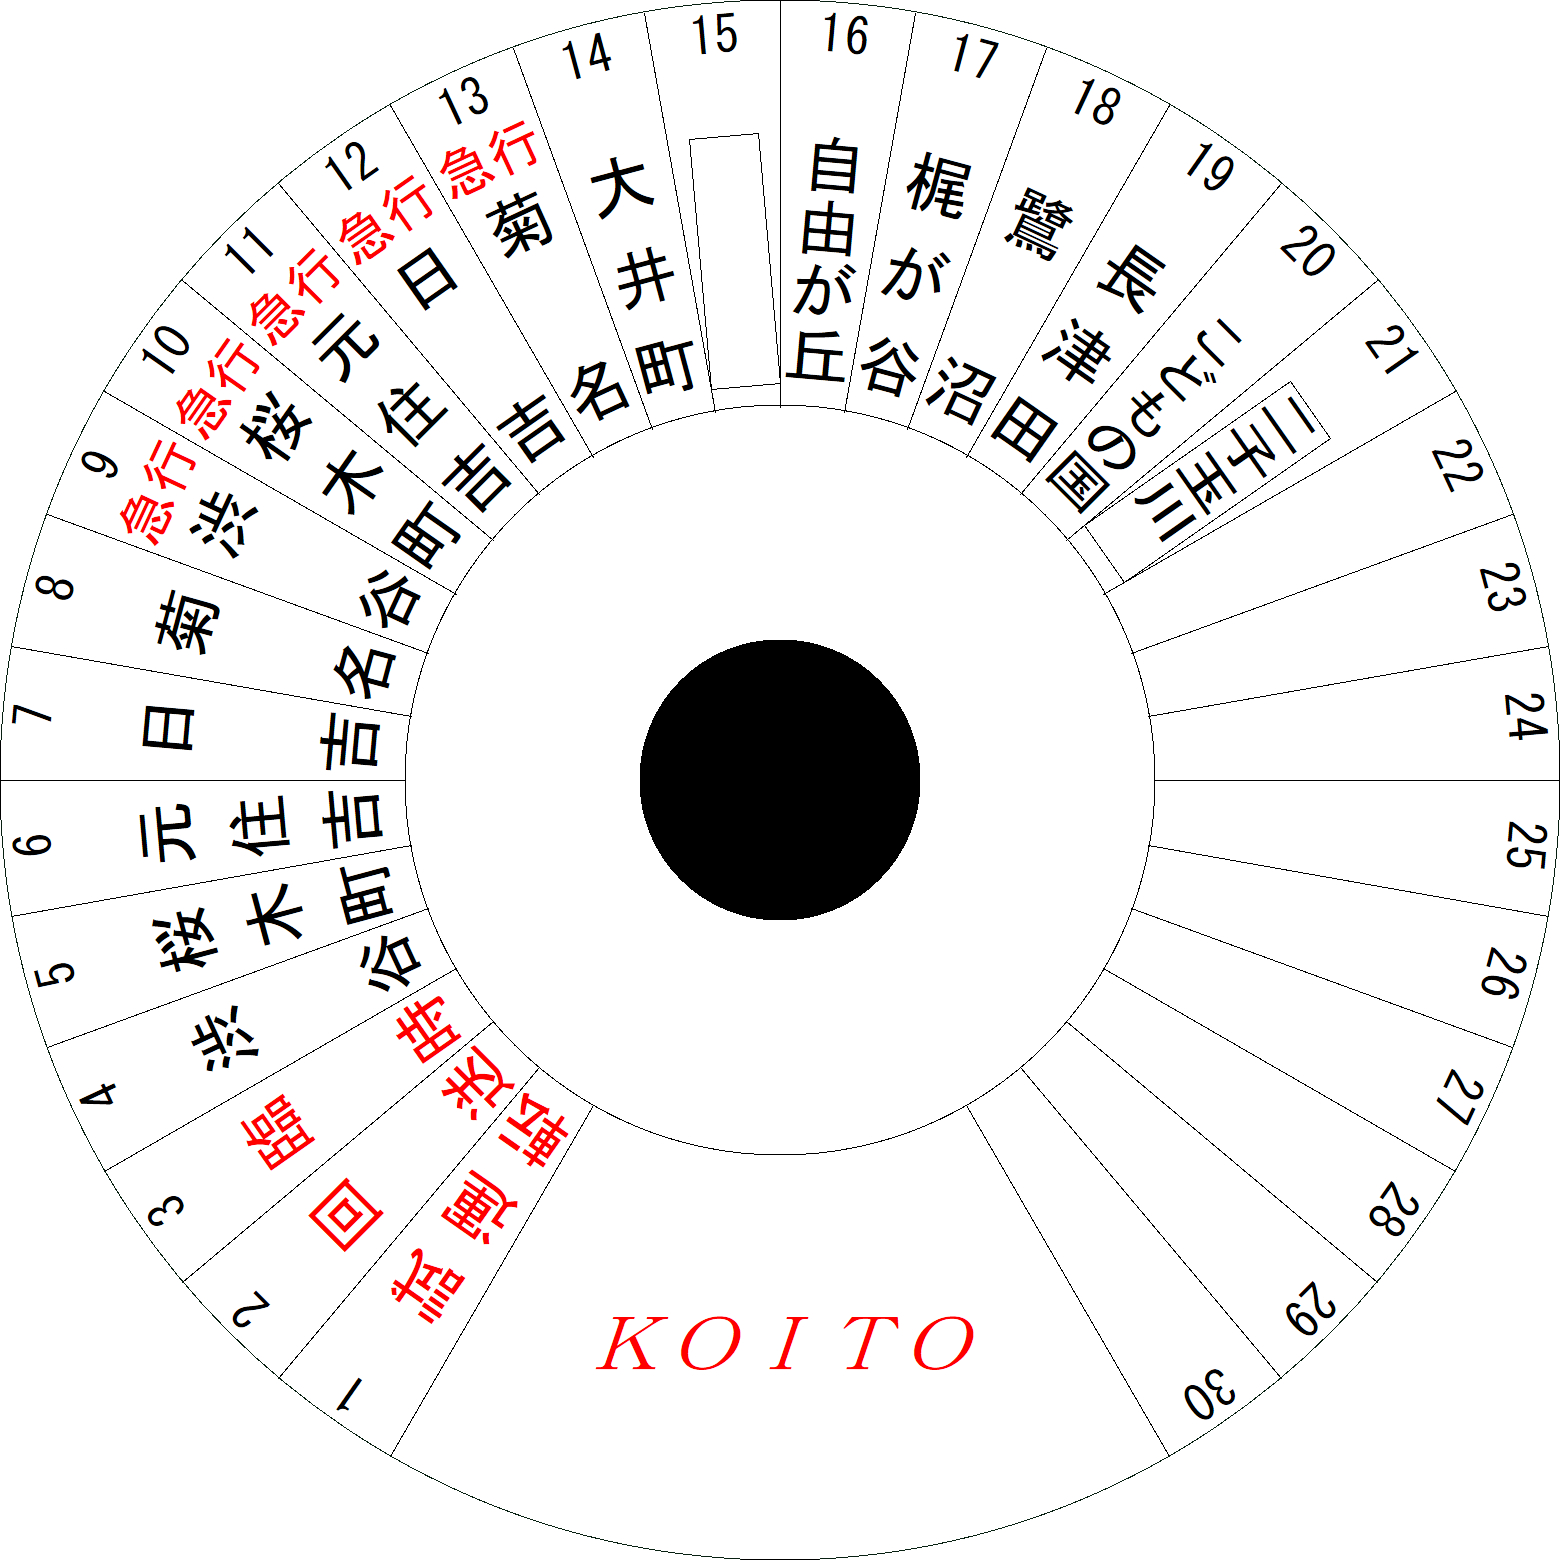 1 試運転
2 回送
3 臨時
4 渋谷
5 桜木町
6 元住吉
7 日吉
8 菊名
9 急行 渋谷
10 急行 桜木町
11 急行 元住吉
12 急行 日吉
13 急行 菊名
14 大井町
15
16 自由が丘
17 梶が谷
18 鷺沼
19 長津田
20 こどもの国
21 二子玉川
22
23
24
25
26
27
28
29
30
KOITO